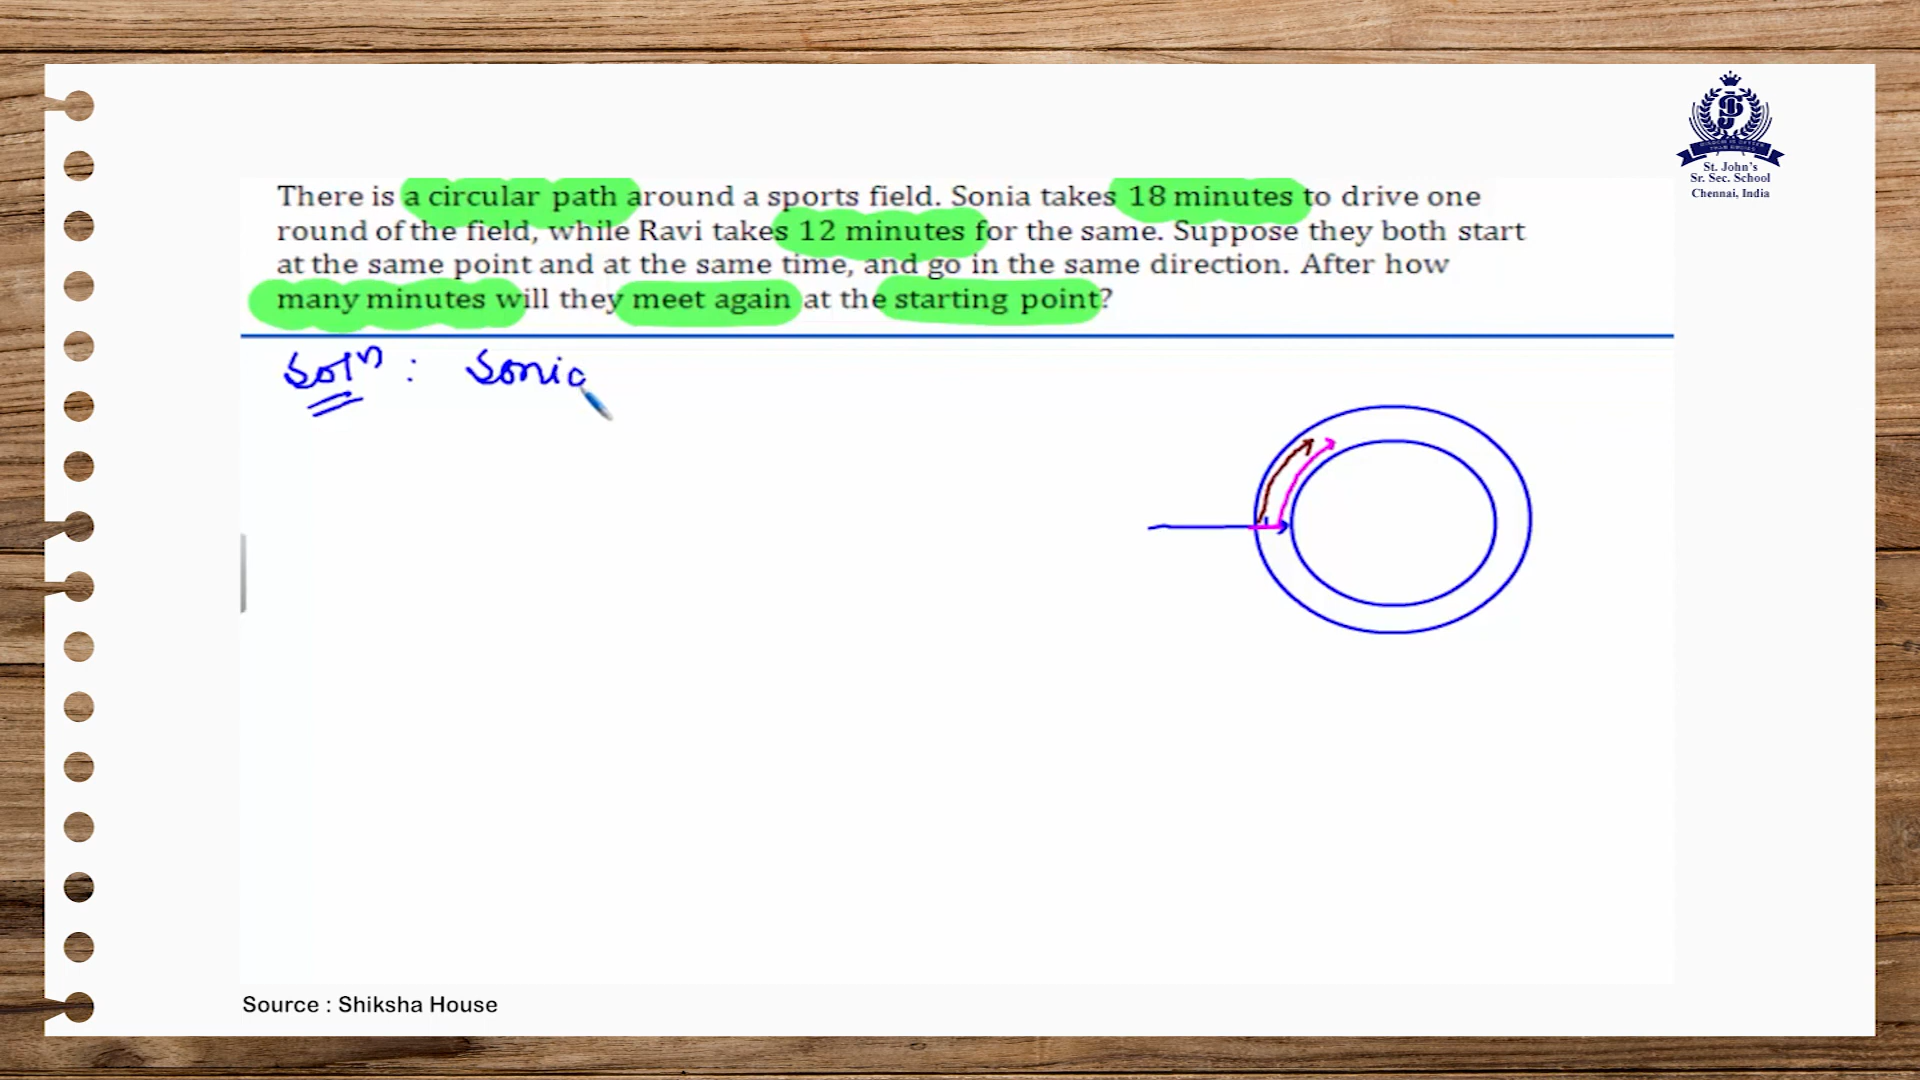 St. John's
Sr. Sec. School
Chennai, India
There is a circular path around a sports field. Sonia takes 18 minutes to drive one
round of the field, while Ravi takes 12 minutes for the same. Suppose they both start
at the same point and at the same time, and go in the same direction. After how
many minutes will they meet again at the starting point?
Solⁿ : Sonia
Source : Shiksha House